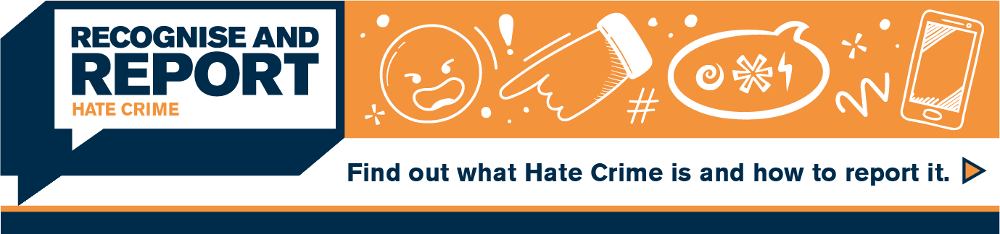 RECOGNISE AND
REPORT
HATE CRIME
#
Find out what Hate Crime is and how to report it.